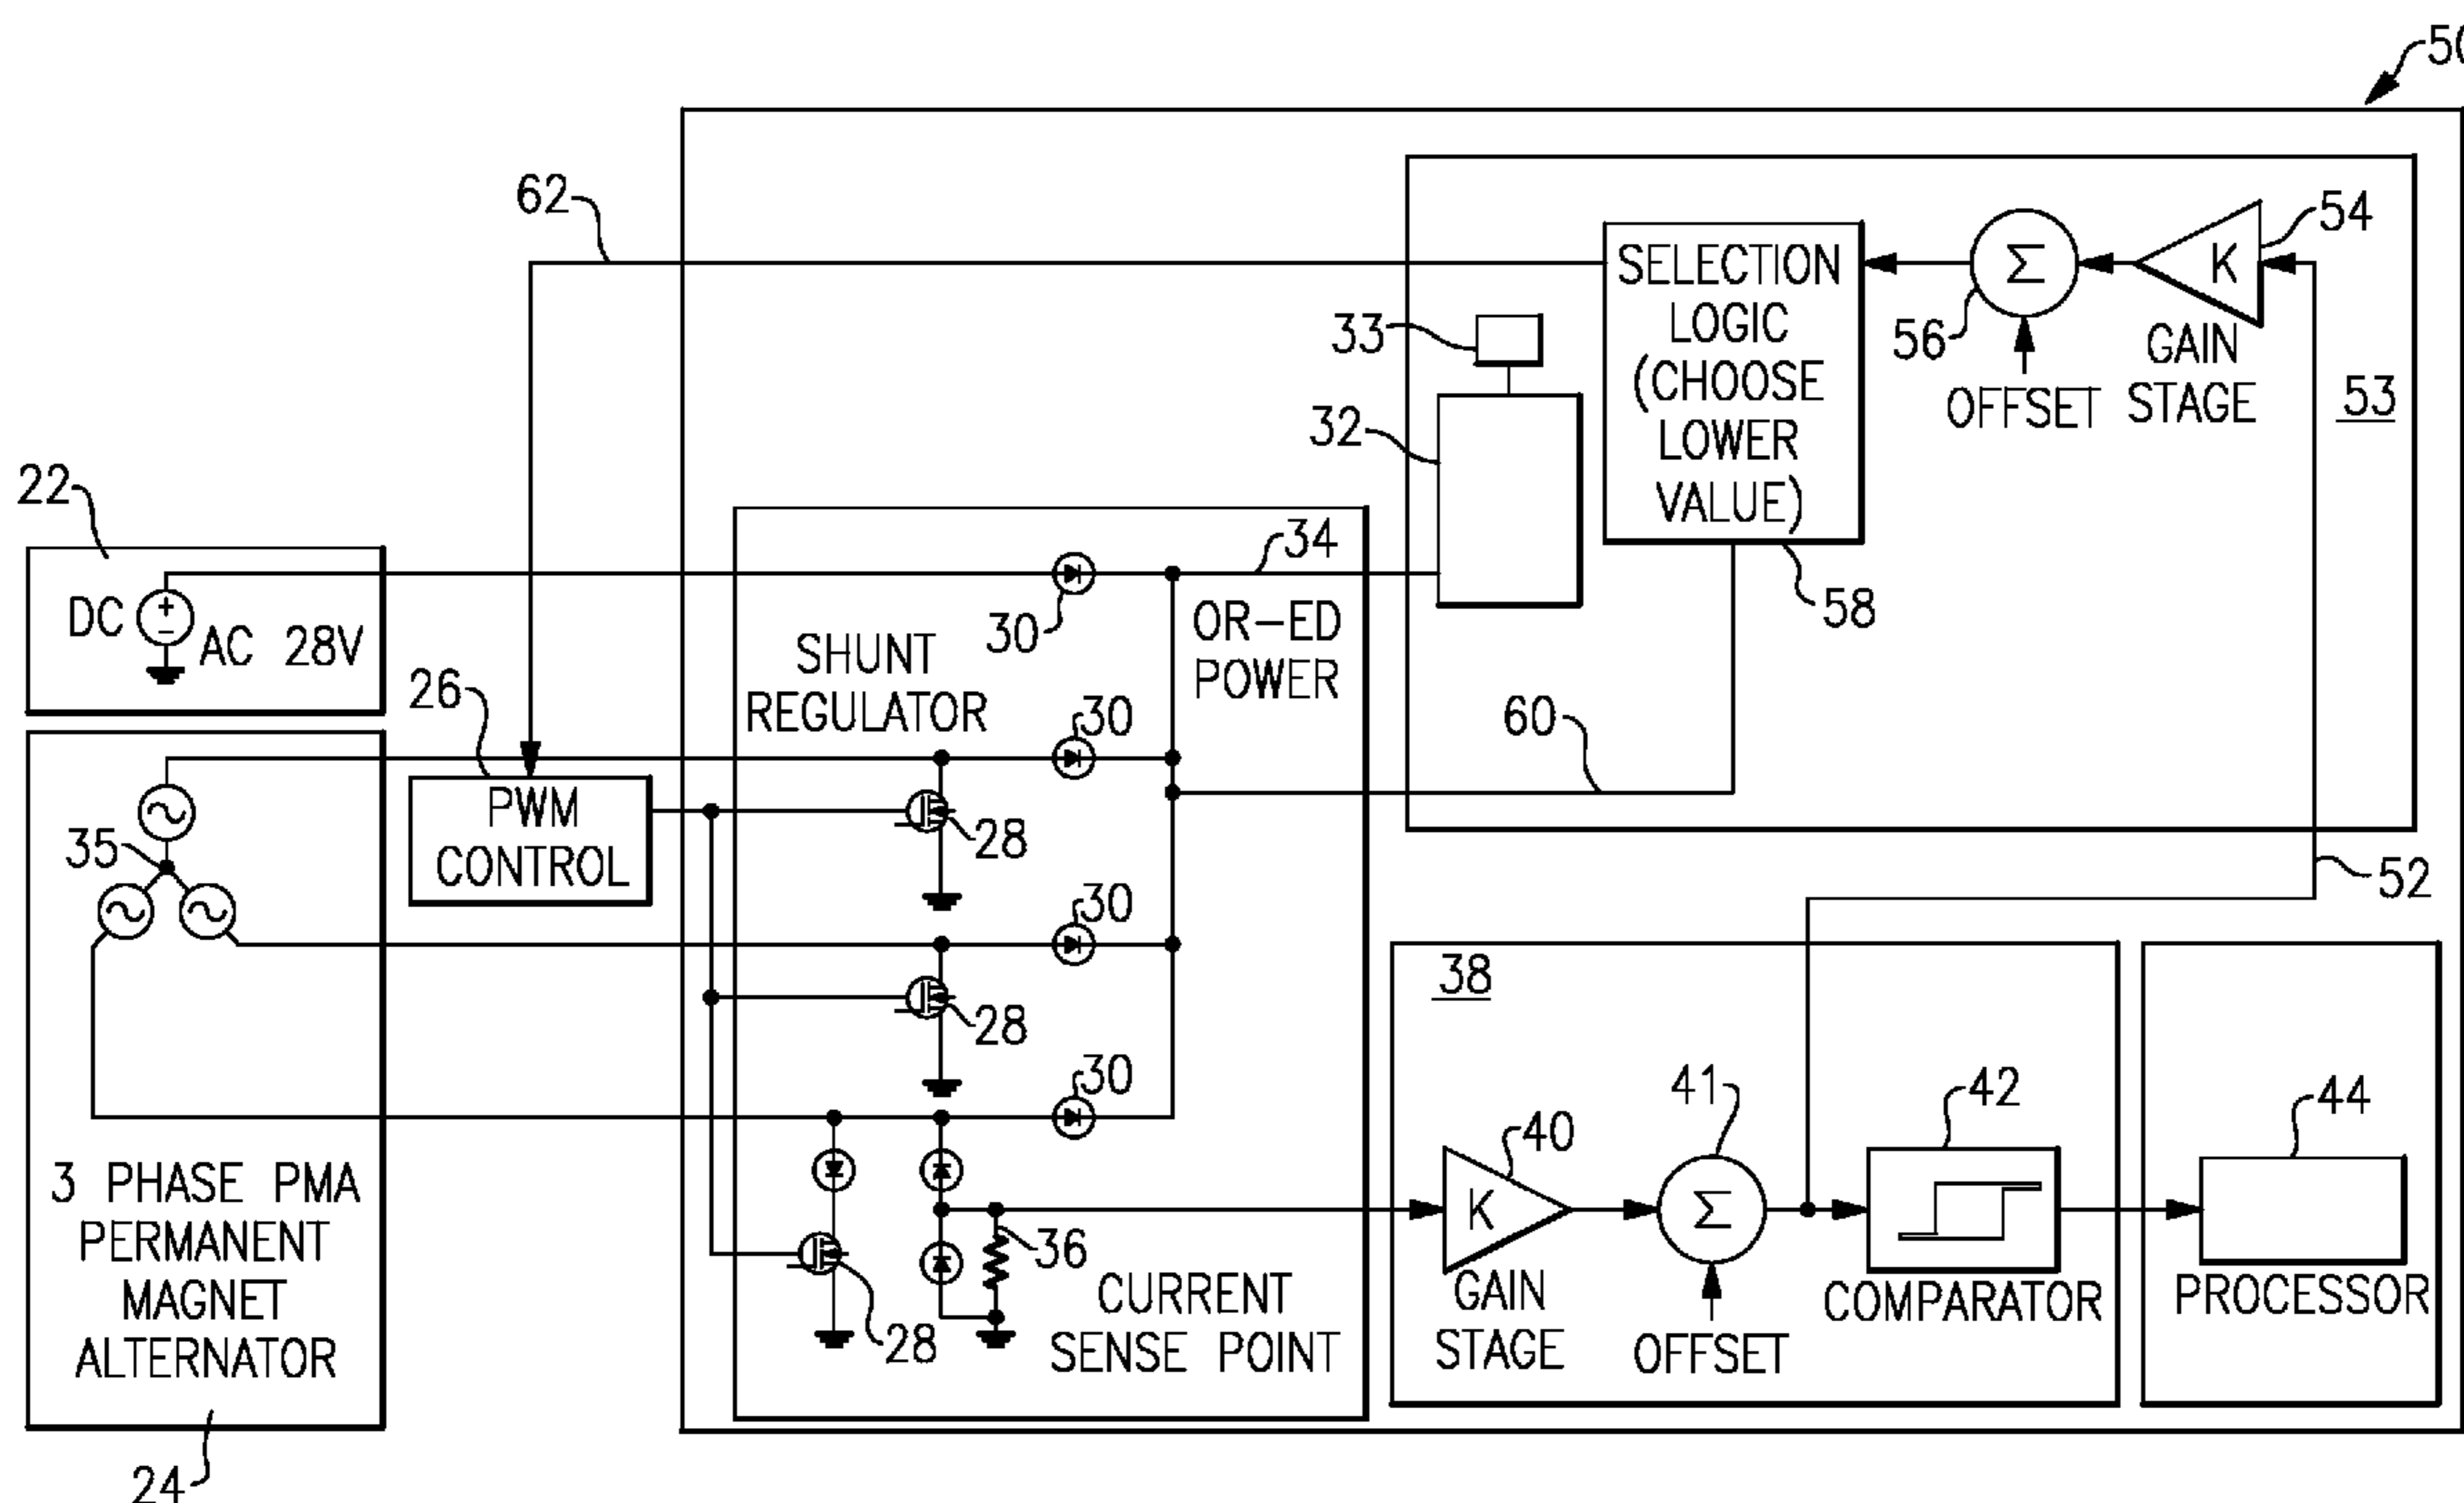 50
62
SELECTION
LOGIC
(CHOOSE
LOWER
VALUE)
Σ
K
54
56
OFFSET
GAIN
STAGE
53
33
32
58
60
52
22
DC
+
−
AC 28V
34
30
OR-ED
POWER
SHUNT
REGULATOR
26
PWM
CONTROL
30
28
30
28
30
35
3 PHASE PMA
PERMANENT
MAGNET
ALTERNATOR
24
28
36
CURRENT
SENSE POINT
38
K
40
GAIN
STAGE
41
Σ
OFFSET
42
COMPARATOR
44
PROCESSOR